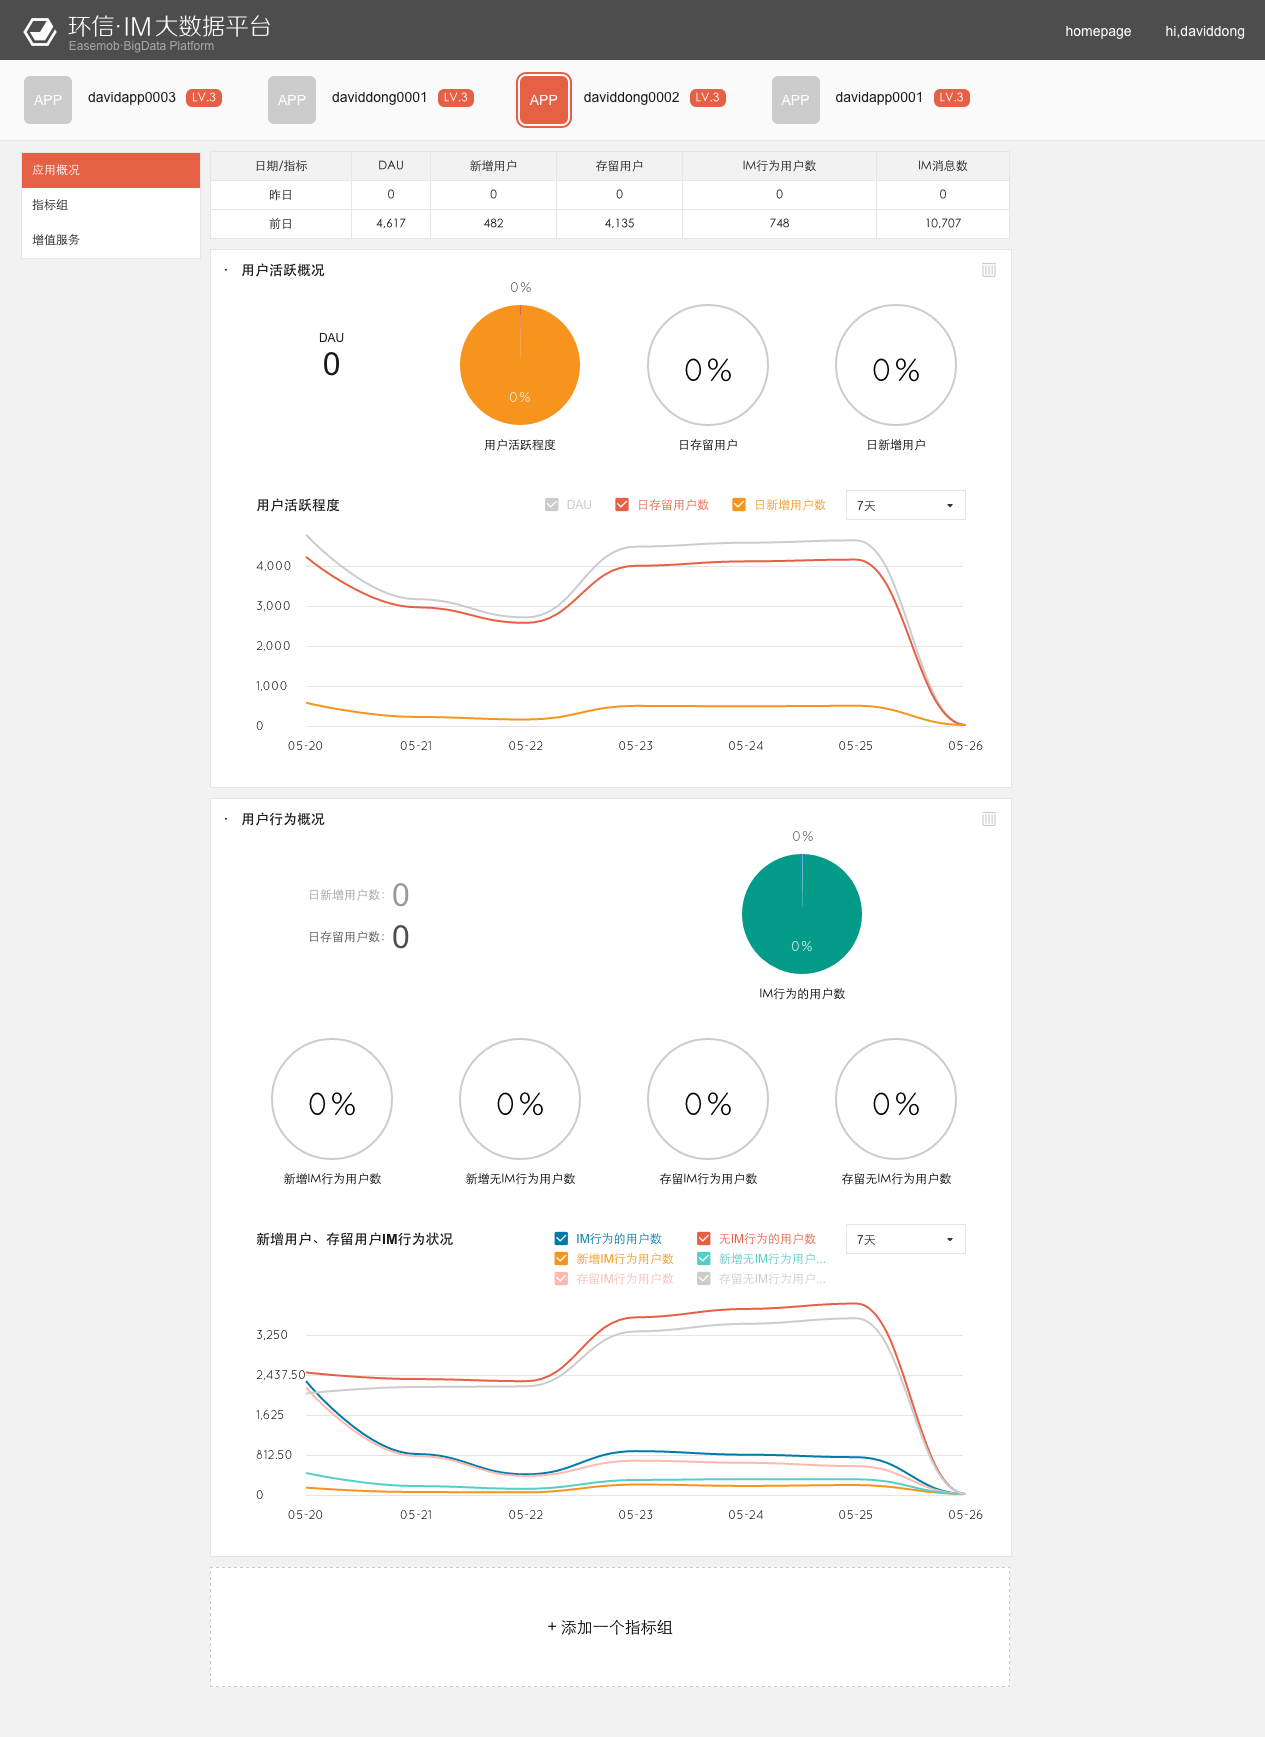 环信·IM大数据平台
Easemob·BigData Platform
homepage hi,daviddong
APP davidapp0003 LV.3 APP daviddong0001 LV.3 APP daviddong0002 LV.3 APP davidapp0001 LV.3
应用概况
指标组
增值服务
日期/指标 DAU 新增用户 存留用户 IM行为用户数 IM消息数
昨日 0 0 0 0 0
前日 4,617 482 4,135 748 10,707
· 用户活跃概况
0%
DAU
0
0%
0%
0%
用户活跃程度 日存留用户 日新增用户
用户活跃程度 DAU 日存留用户数 日新增用户数 7天
4,000
3,000
2,000
1,000
0
05-20 05-21 05-22 05-23 05-24 05-25 05-26
· 用户行为概况
0%
日新增用户数: 0
日存留用户数: 0
0%
IM行为的用户数
0% 0% 0% 0%
新增IM行为用户数 新增无IM行为用户数 存留IM行为用户数 存留无IM行为用户数
新增用户、存留用户IM行为状况 IM行为的用户数 无IM行为的用户数 7天
新增IM行为用户数 新增无IM行为用户...
存留IM行为用户数 存留无IM行为用户...
3,250
2,437.50
1,625
812.50
0
05-20 05-21 05-22 05-23 05-24 05-25 05-26
+ 添加一个指标组